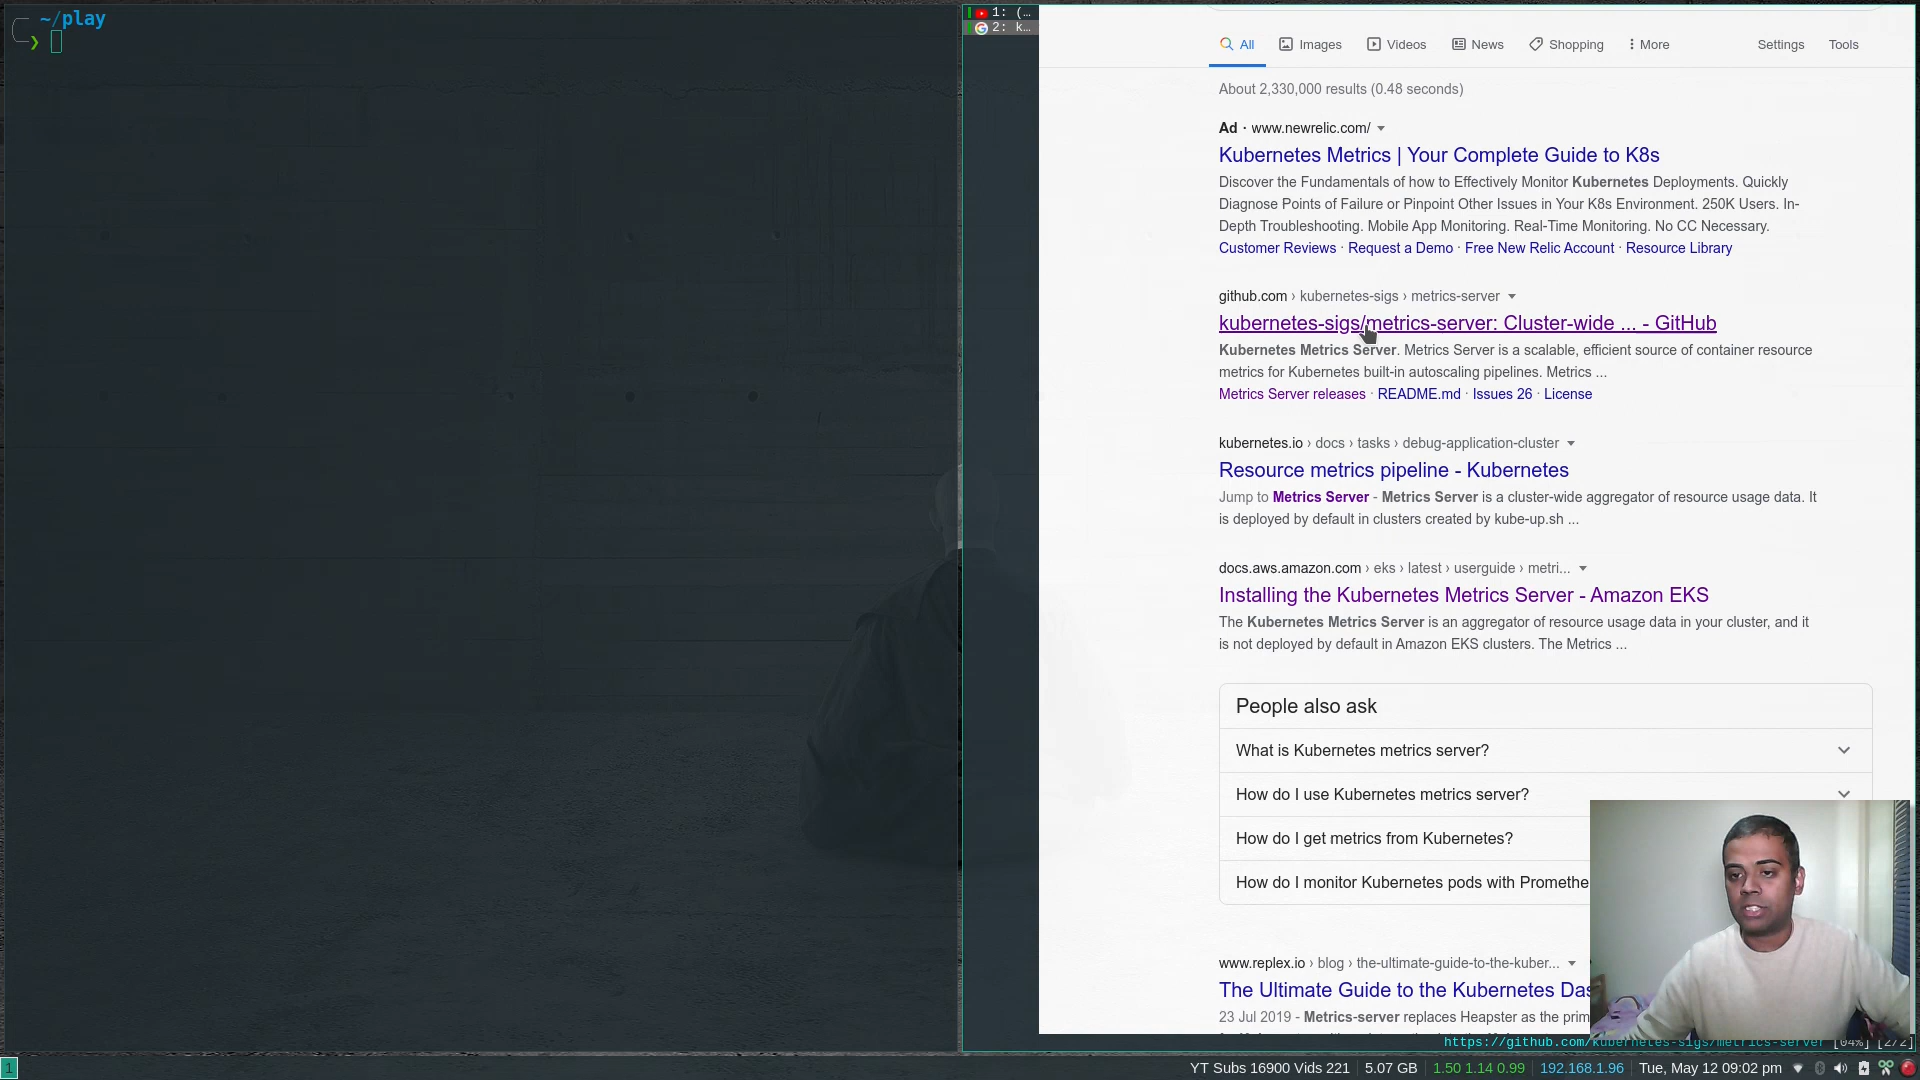 ~/play
❯
1: (…
2: k…
All
Images
Videos
News
Shopping
More
Settings
Tools
About 2,330,000 results (0.48 seconds)
Ad · www.newrelic.com/
Kubernetes Metrics | Your Complete Guide to K8s
Discover the Fundamentals of how to Effectively Monitor Kubernetes Deployments. Quickly
Diagnose Points of Failure or Pinpoint Other Issues in Your K8s Environment. 250K Users. In-
Depth Troubleshooting. Mobile App Monitoring. Real-Time Monitoring. No CC Necessary.
Customer Reviews · Request a Demo · Free New Relic Account · Resource Library
github.com › kubernetes-sigs › metrics-server
kubernetes-sigs/metrics-server: Cluster-wide ... - GitHub
Kubernetes Metrics Server. Metrics Server is a scalable, efficient source of container resource
metrics for Kubernetes built-in autoscaling pipelines. Metrics ...
Metrics Server releases · README.md · Issues 26 · License
kubernetes.io › docs › tasks › debug-application-cluster
Resource metrics pipeline - Kubernetes
Jump to Metrics Server - Metrics Server is a cluster-wide aggregator of resource usage data. It
is deployed by default in clusters created by kube-up.sh ...
docs.aws.amazon.com › eks › latest › userguide › metri...
Installing the Kubernetes Metrics Server - Amazon EKS
The Kubernetes Metrics Server is an aggregator of resource usage data in your cluster, and it
is not deployed by default in Amazon EKS clusters. The Metrics ...
People also ask
What is Kubernetes metrics server?
How do I use Kubernetes metrics server?
How do I get metrics from Kubernetes?
How do I monitor Kubernetes pods with Promethe
www.replex.io › blog › the-ultimate-guide-to-the-kuber...
The Ultimate Guide to the Kubernetes Das
23 Jul 2019 - Metrics-server replaces Heapster as the prim
https://github.com/kubernetes-sigs/metrics-server [04%] [2/2]
1
YT Subs 16900 Vids 221
5.07 GB
1.50 1.14 0.99
192.168.1.96
Tue, May 12 09:02 pm